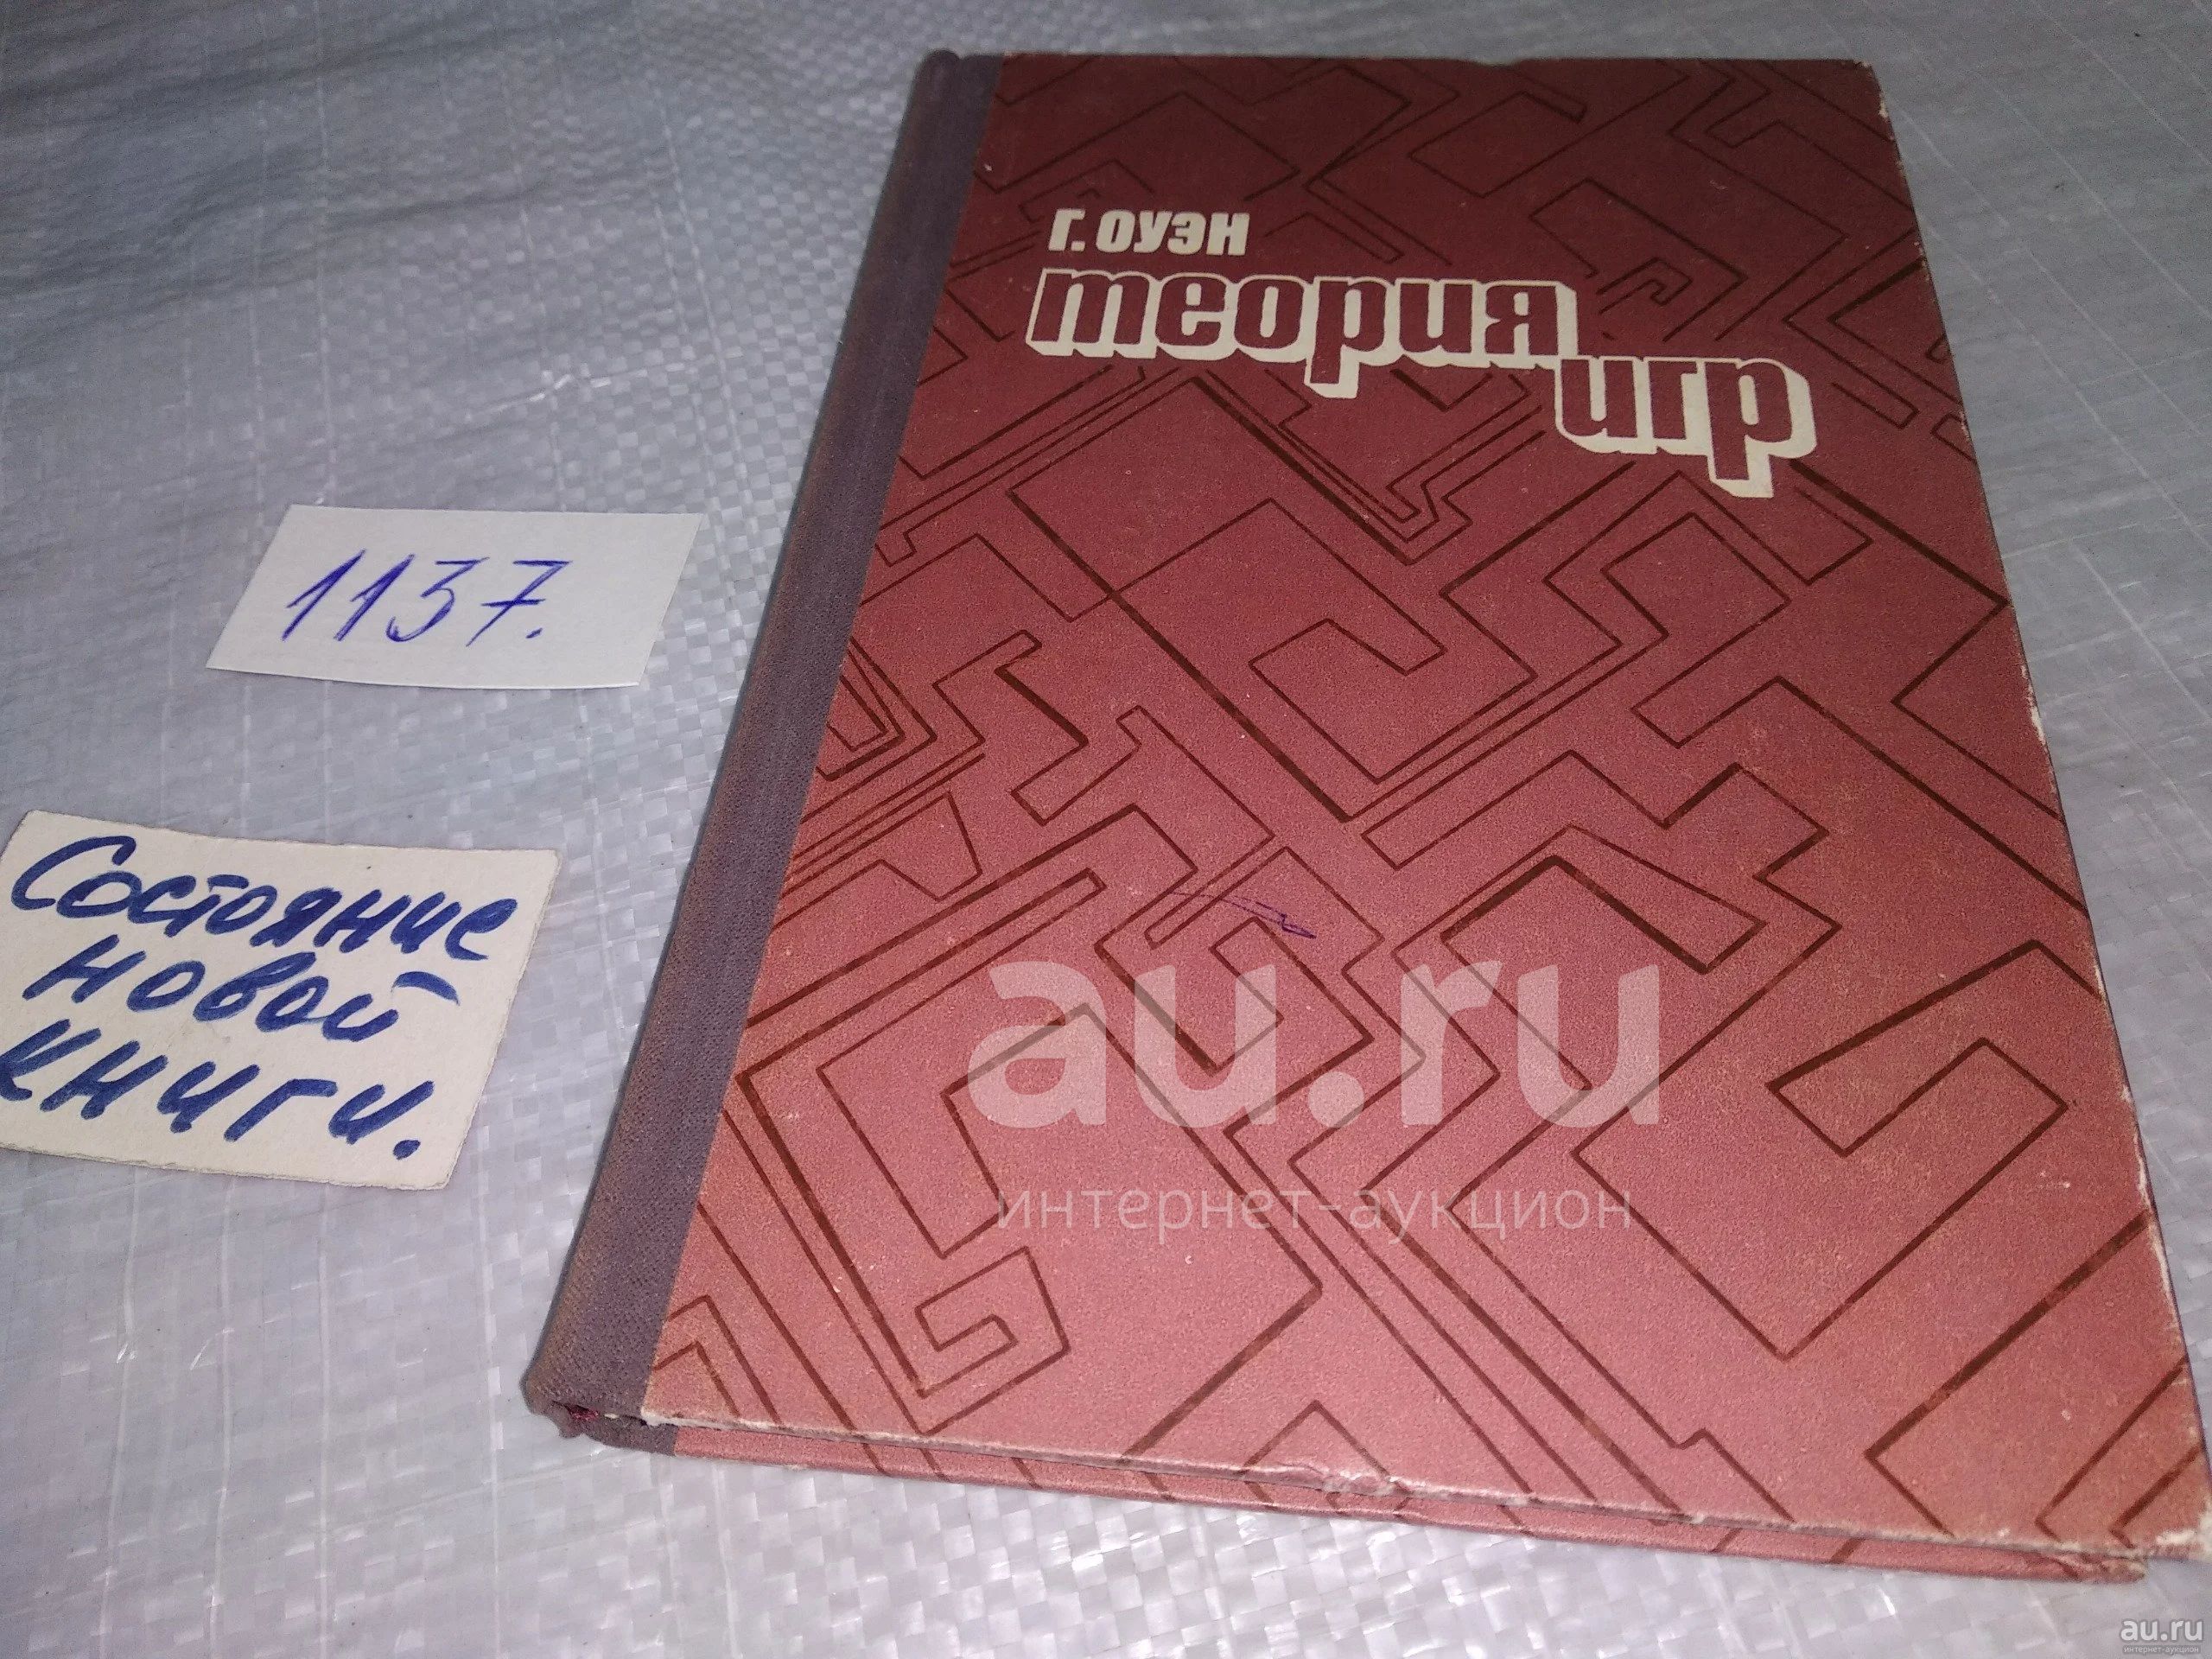 Г. ОУЭН
теория
игр
1137.
Состояние
новой
книги.
au.ru
интернет-аукцион
au.ru
интернет-аукцион